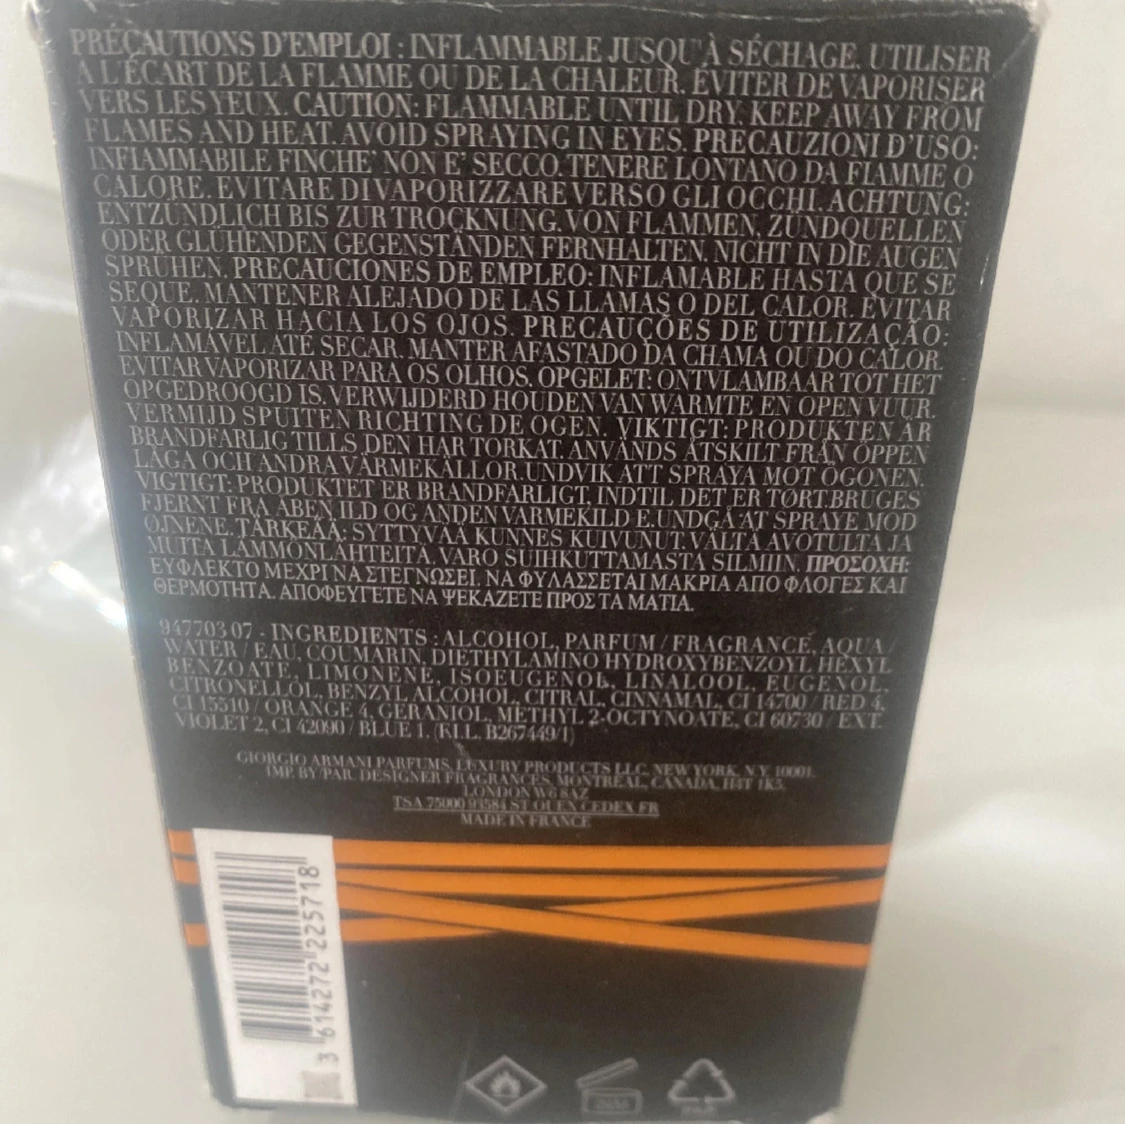 PRÉCAUTIONS D'EMPLOI : INFLAMMABLE JUSQU'À SÉCHAGE. UTILISER
À L'ÉCART DE LA FLAMME OU DE LA CHALEUR. ÉVITER DE VAPORISER
VERS LES YEUX. CAUTION: FLAMMABLE UNTIL DRY. KEEP AWAY FROM
FLAMES AND HEAT. AVOID SPRAYING IN EYES. PRECAUZIONI D'USO:
INFIAMMABILE FINCHE' NON E' SECCO. TENERE LONTANO DA FIAMME O
CALORE. EVITARE DI VAPORIZZARE VERSO GLI OCCHI. ACHTUNG:
ENTZÜNDLICH BIS ZUR TROCKNUNG. VON FLAMMEN, ZÜNDQUELLEN
ODER GLÜHENDEN GEGENSTÄNDEN FERNHALTEN. NICHT IN DIE AUGEN
SPRUHEN. PRECAUCIONES DE EMPLEO: INFLAMABLE HASTA QUE SE
SEQUE. MANTENER ALEJADO DE LAS LLAMAS O DEL CALOR. EVITAR
VAPORIZAR HACIA LOS OJOS. PRECAUÇÕES DE UTILIZAÇÃO:
INFLAMÁVEL ATÉ SECAR. MANTER AFASTADO DA CHAMA OU DO CALOR.
EVITAR VAPORIZAR PARA OS OLHOS. OPGELET: ONTVLAMBAAR TOT HET
OPGEDROOGD IS. VERWIJDERD HOUDEN VAN WARMTE EN OPEN VUUR.
VERMIJD SPUITEN RICHTING DE OGEN. VIKTIGT: PRODUKTEN ÄR
BRANDFARLIG TILLS DEN HAR TORKAT. ANVÄNDS ÅTSKILT FRÅN ÖPPEN
LÅGA OCH ANDRA VÄRMEKÄLLOR. UNDVIK ATT SPRAYA MOT ÖGONEN.
VIGTIGT: PRODUKTET ER BRANDFARLIGT, INDTIL DET ER TØRT. BRUGES
FJERNT FRA ÅBEN ILD OG ANDEN VARMEKILD E. UNDGÅ AT SPRAYE MOD
ØJNENE. TÄRKEÄÄ: SYTTYVÄÄ KUNNES KUIVUNUT. VÄLTÄ AVOTULTA JA
MUITA LÄMMÖNLÄHTEITÄ. VARO SUIHKUTTAMASTA SILMIIN. ΠΡΟΣΟΧΗ:
ΕΥΦΛΕΚΤΟ ΜΕΧΡΙ ΝΑ ΣΤΕΓΝΩΣΕΙ. ΝΑ ΦΥΛΑΣΣΕΤΑΙ ΜΑΚΡΙΑ ΑΠΟ ΦΛΟΓΕΣ ΚΑΙ
ΘΕΡΜΟΤΗΤΑ. ΑΠΟΦΕΥΓΕΤΕ ΝΑ ΨΕΚΑΖΕΤΕ ΠΡΟΣ ΤΑ ΜΑΤΙΑ.
947703 07 - INGREDIENTS : ALCOHOL, PARFUM / FRAGRANCE, AQUA /
WATER / EAU, COUMARIN, DIETHYLAMINO HYDROXYBENZOYL HEXYL
BENZOATE, LIMONENE, ISOEUGENOL, LINALOOL, EUGENOL,
CITRONELLOL, BENZYL ALCOHOL, CITRAL, CINNAMAL, CI 14700 / RED 4,
CI 15510 / ORANGE 4, GERANIOL, METHYL 2-OCTYNOATE, CI 60730 / EXT.
VIOLET 2, CI 42090 / BLUE 1. (F.I.L. B267449/1)
GIORGIO ARMANI PARFUMS, LUXURY PRODUCTS LLC, NEW YORK, N.Y. 10001.
IMP. BY/PAR. DESIGNER FRAGRANCES, MONTRÉAL, CANADA, H4T 1K5.
LONDON W6 8AZ
TSA 75000 93584 ST OUEN CEDEX FR
MADE IN FRANCE
3 614272 225718